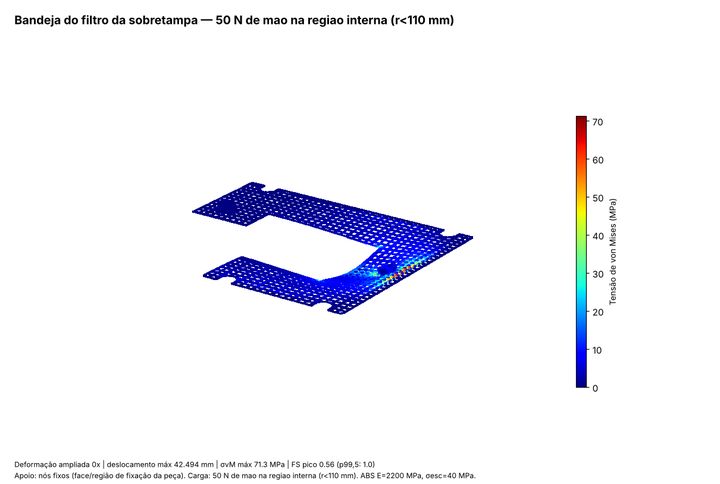 Bandeja do filtro da sobretampa — 50 N de mao na regiao interna (r<110 mm)
70
60
50
40
30
20
10
0
Tensão de von Mises (MPa)
Deformação ampliada 0x | deslocamento máx 42.494 mm | σvM máx 71.3 MPa | FS pico 0.56 (p99,5: 1.0)
Apoio: nós fixos (face/região de fixação da peça). Carga: 50 N de mao na regiao interna (r<110 mm). ABS E=2200 MPa, σesc=40 MPa.